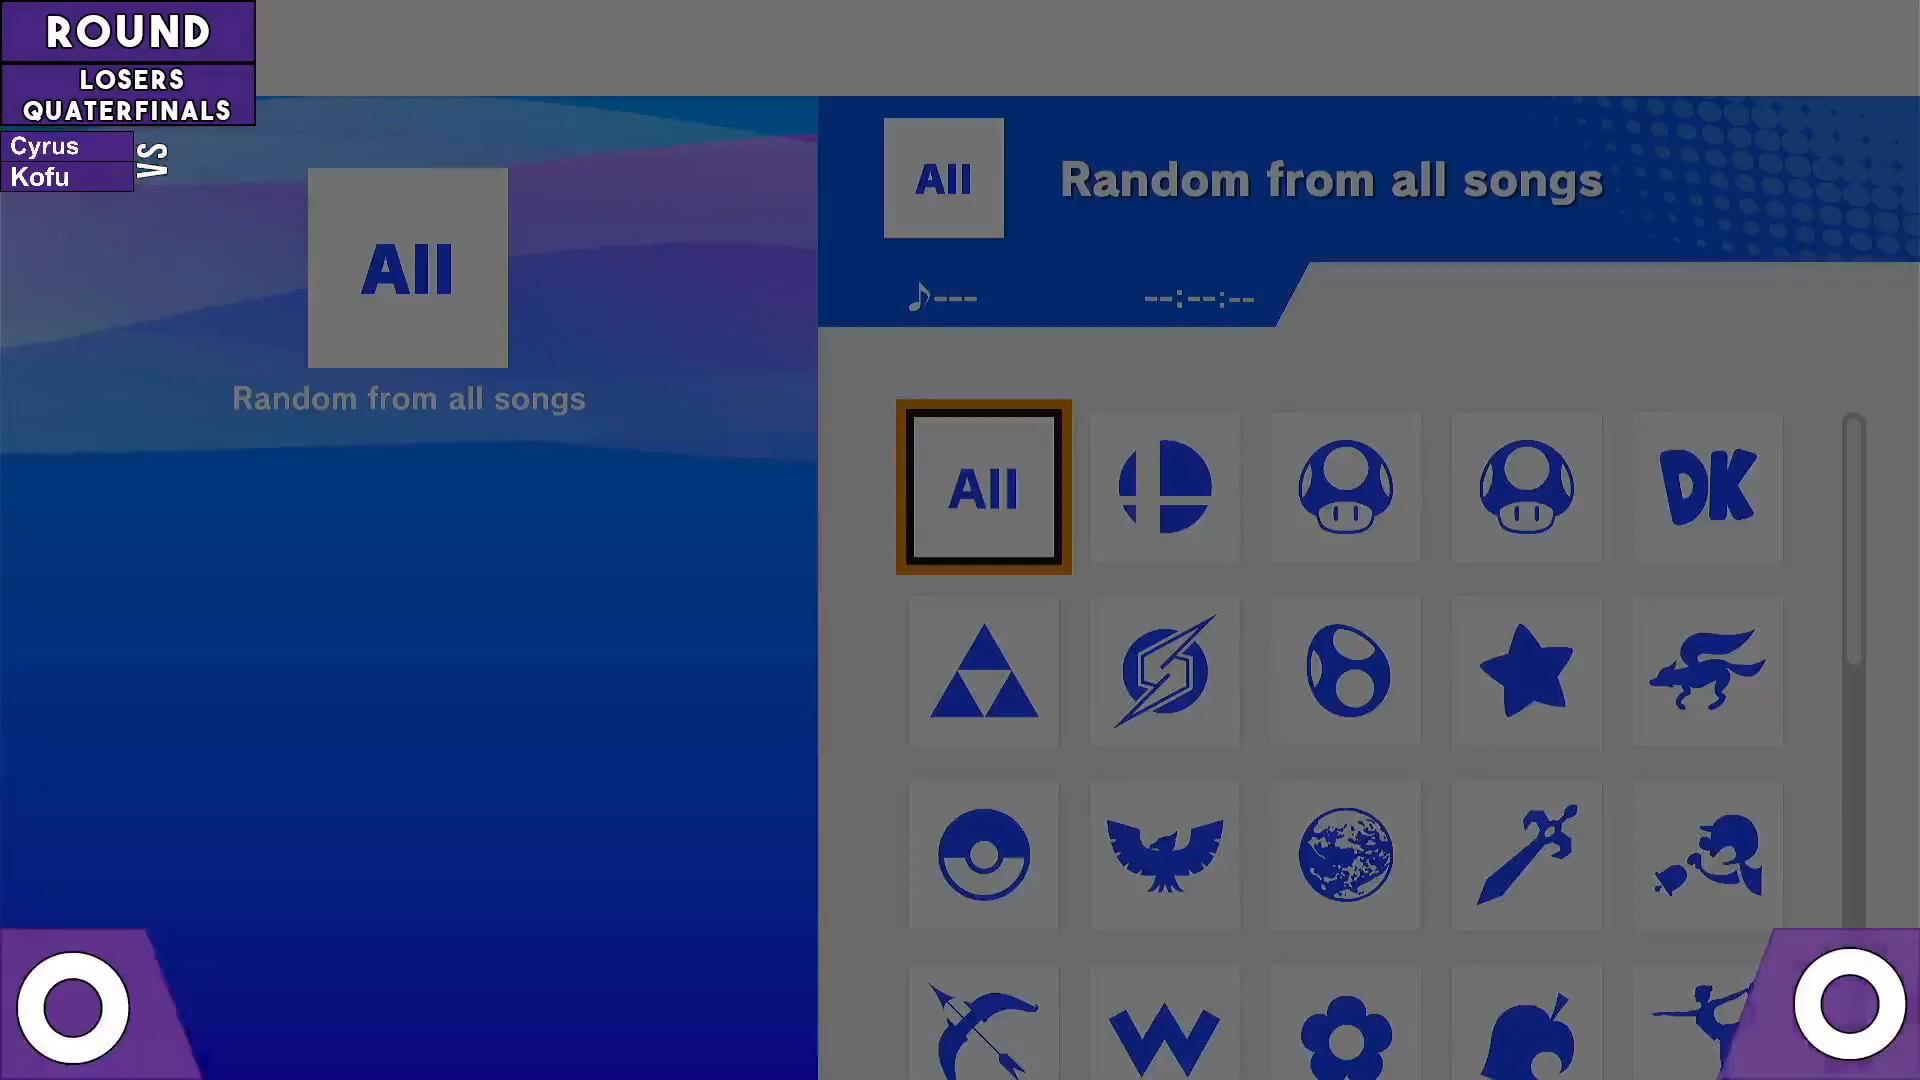 ROUND
LOSERS
QUATERFINALS
Cyrus
Kofu
VS
All
Random from all songs
All
Random from all songs
♪---
--:--:--
All
DK
W
O
O